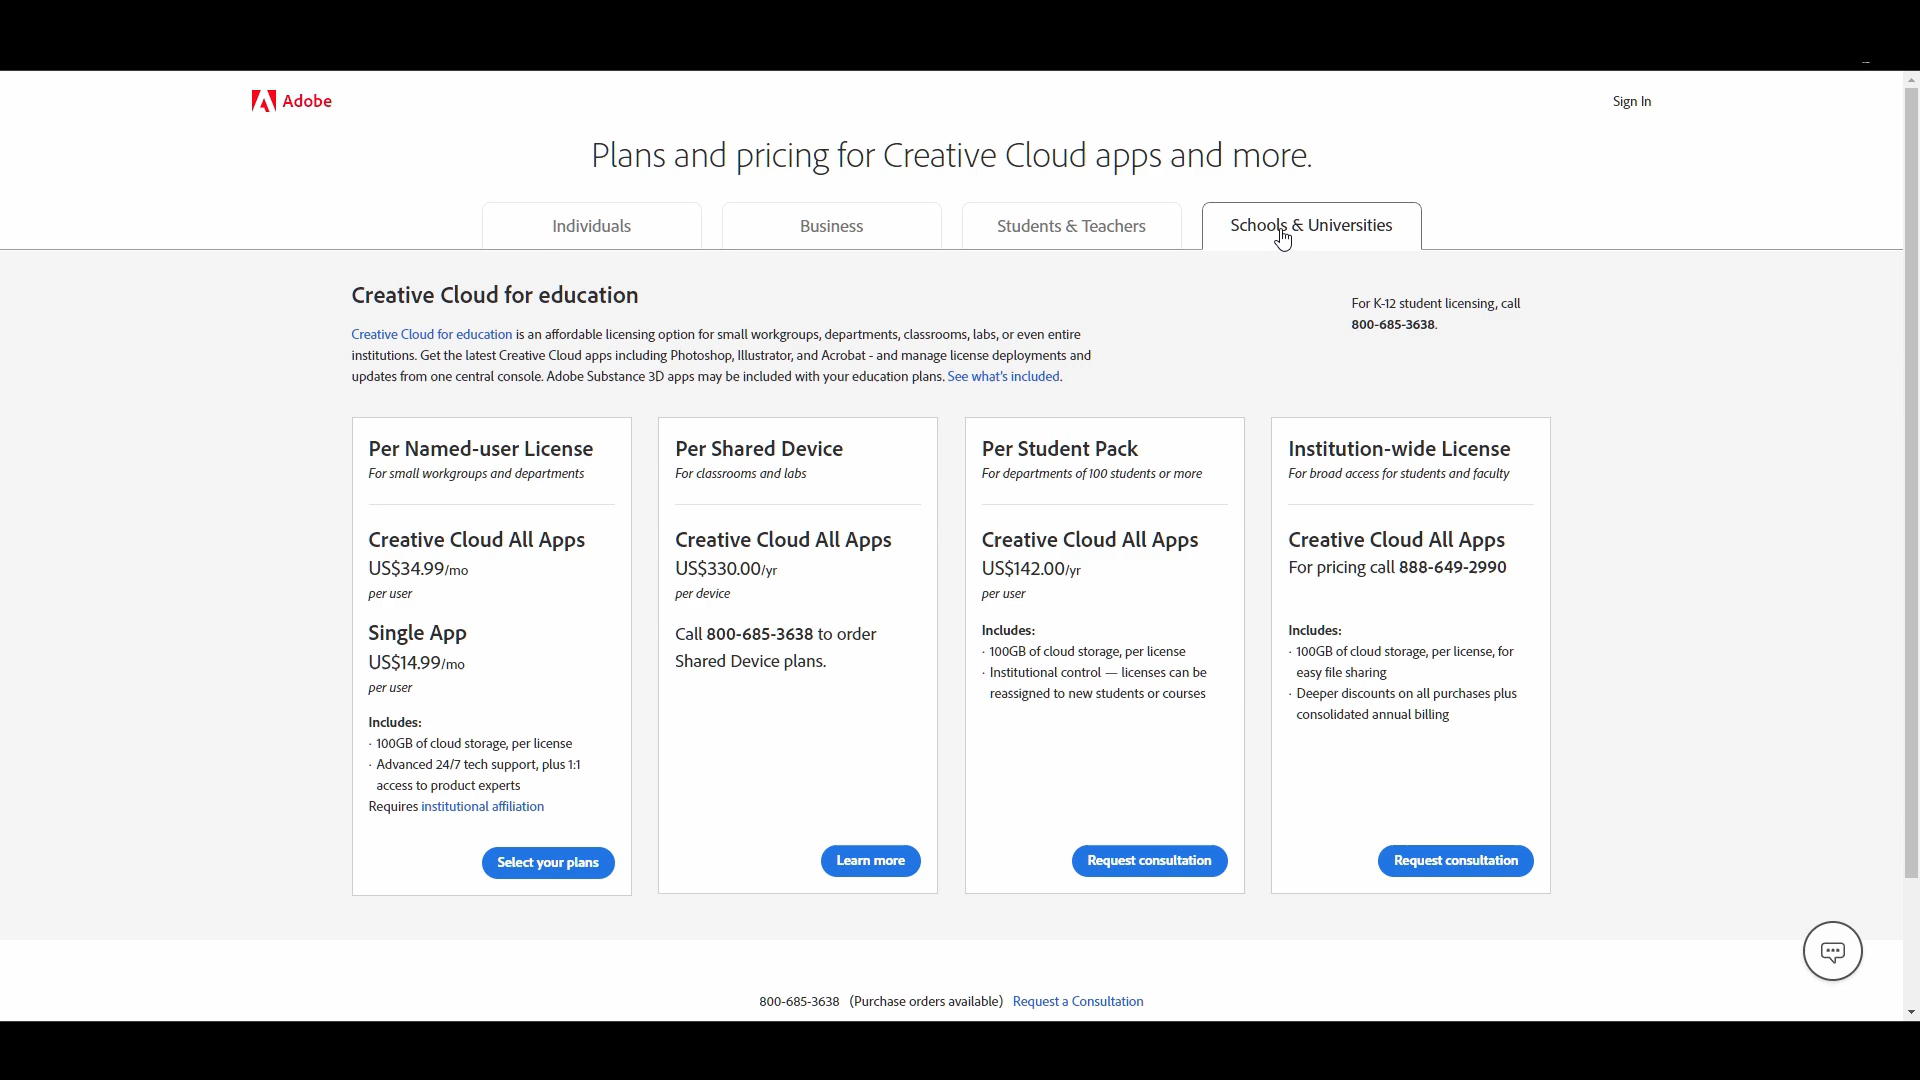 Adobe
Sign In
Plans and pricing for Creative Cloud apps and more.
Individuals
Business
Students & Teachers
Schools & Universities
Creative Cloud for education
Creative Cloud for education is an affordable licensing option for small workgroups, departments, classrooms, labs, or even entire
institutions. Get the latest Creative Cloud apps including Photoshop, Illustrator, and Acrobat - and manage license deployments and
updates from one central console. Adobe Substance 3D apps may be included with your education plans. See what's included.
For K-12 student licensing, call
800-685-3638.
Per Named-user License
For small workgroups and departments
Creative Cloud All Apps
US$34.99/mo
per user
Single App
US$14.99/mo
per user
Includes:
· 100GB of cloud storage, per license
· Advanced 24/7 tech support, plus 1:1
access to product experts
Requires institutional affiliation
Select your plans
Per Shared Device
For classrooms and labs
Creative Cloud All Apps
US$330.00/yr
per device
Call 800-685-3638 to order
Shared Device plans.
Learn more
Per Student Pack
For departments of 100 students or more
Creative Cloud All Apps
US$142.00/yr
per user
Includes:
· 100GB of cloud storage, per license
· Institutional control — licenses can be
reassigned to new students or courses
Request consultation
Institution-wide License
For broad access for students and faculty
Creative Cloud All Apps
For pricing call 888-649-2990
Includes:
· 100GB of cloud storage, per license, for
easy file sharing
· Deeper discounts on all purchases plus
consolidated annual billing
Request consultation
800-685-3638 (Purchase orders available) Request a Consultation